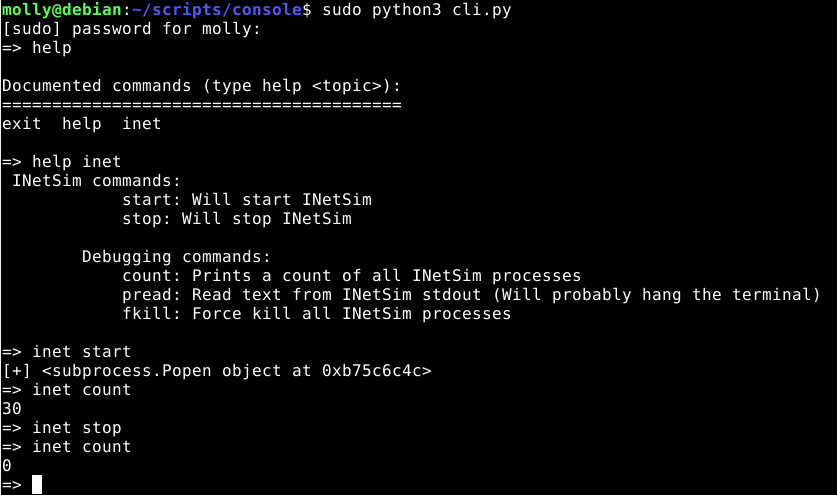 molly@debian:~/scripts/console$ sudo python3 cli.py
[sudo] password for molly:
=> help

Documented commands (type help <topic>):
========================================
exit  help  inet

=> help inet
 INetSim commands:
            start: Will start INetSim
            stop: Will stop INetSim

        Debugging commands:
            count: Prints a count of all INetSim processes
            pread: Read text from INetSim stdout (Will probably hang the terminal)
            fkill: Force kill all INetSim processes

=> inet start
[+] <subprocess.Popen object at 0xb75c6c4c>
=> inet count
30
=> inet stop
=> inet count
0
=>